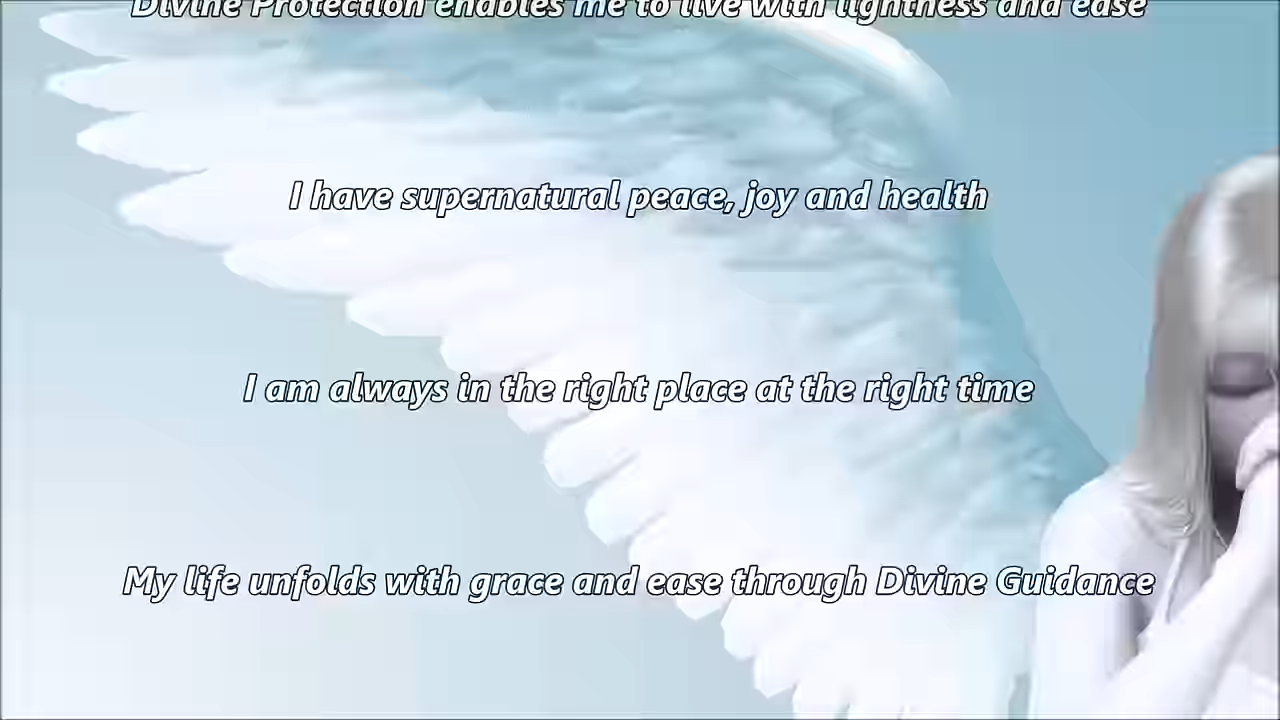 Divine Protection enables me to live with lightness and ease
I have supernatural peace, joy and health
I am always in the right place at the right time
My life unfolds with grace and ease through Divine Guidance